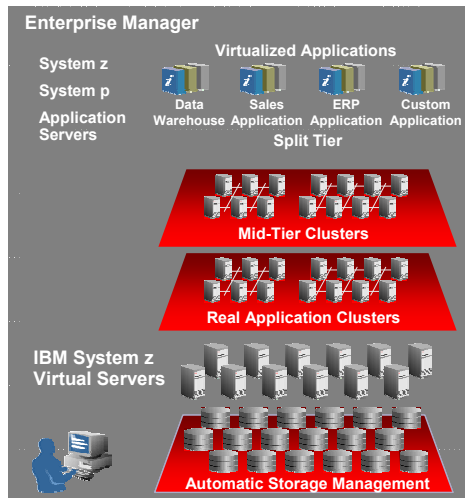 Enterprise Manager
Virtualized Applications
System z
System p
Application
Servers
Data
Warehouse
Sales
Application
ERP
Application
Custom
Application
Split Tier
Mid-Tier Clusters
Real Application Clusters
IBM System z
Virtual Servers
Automatic Storage Management